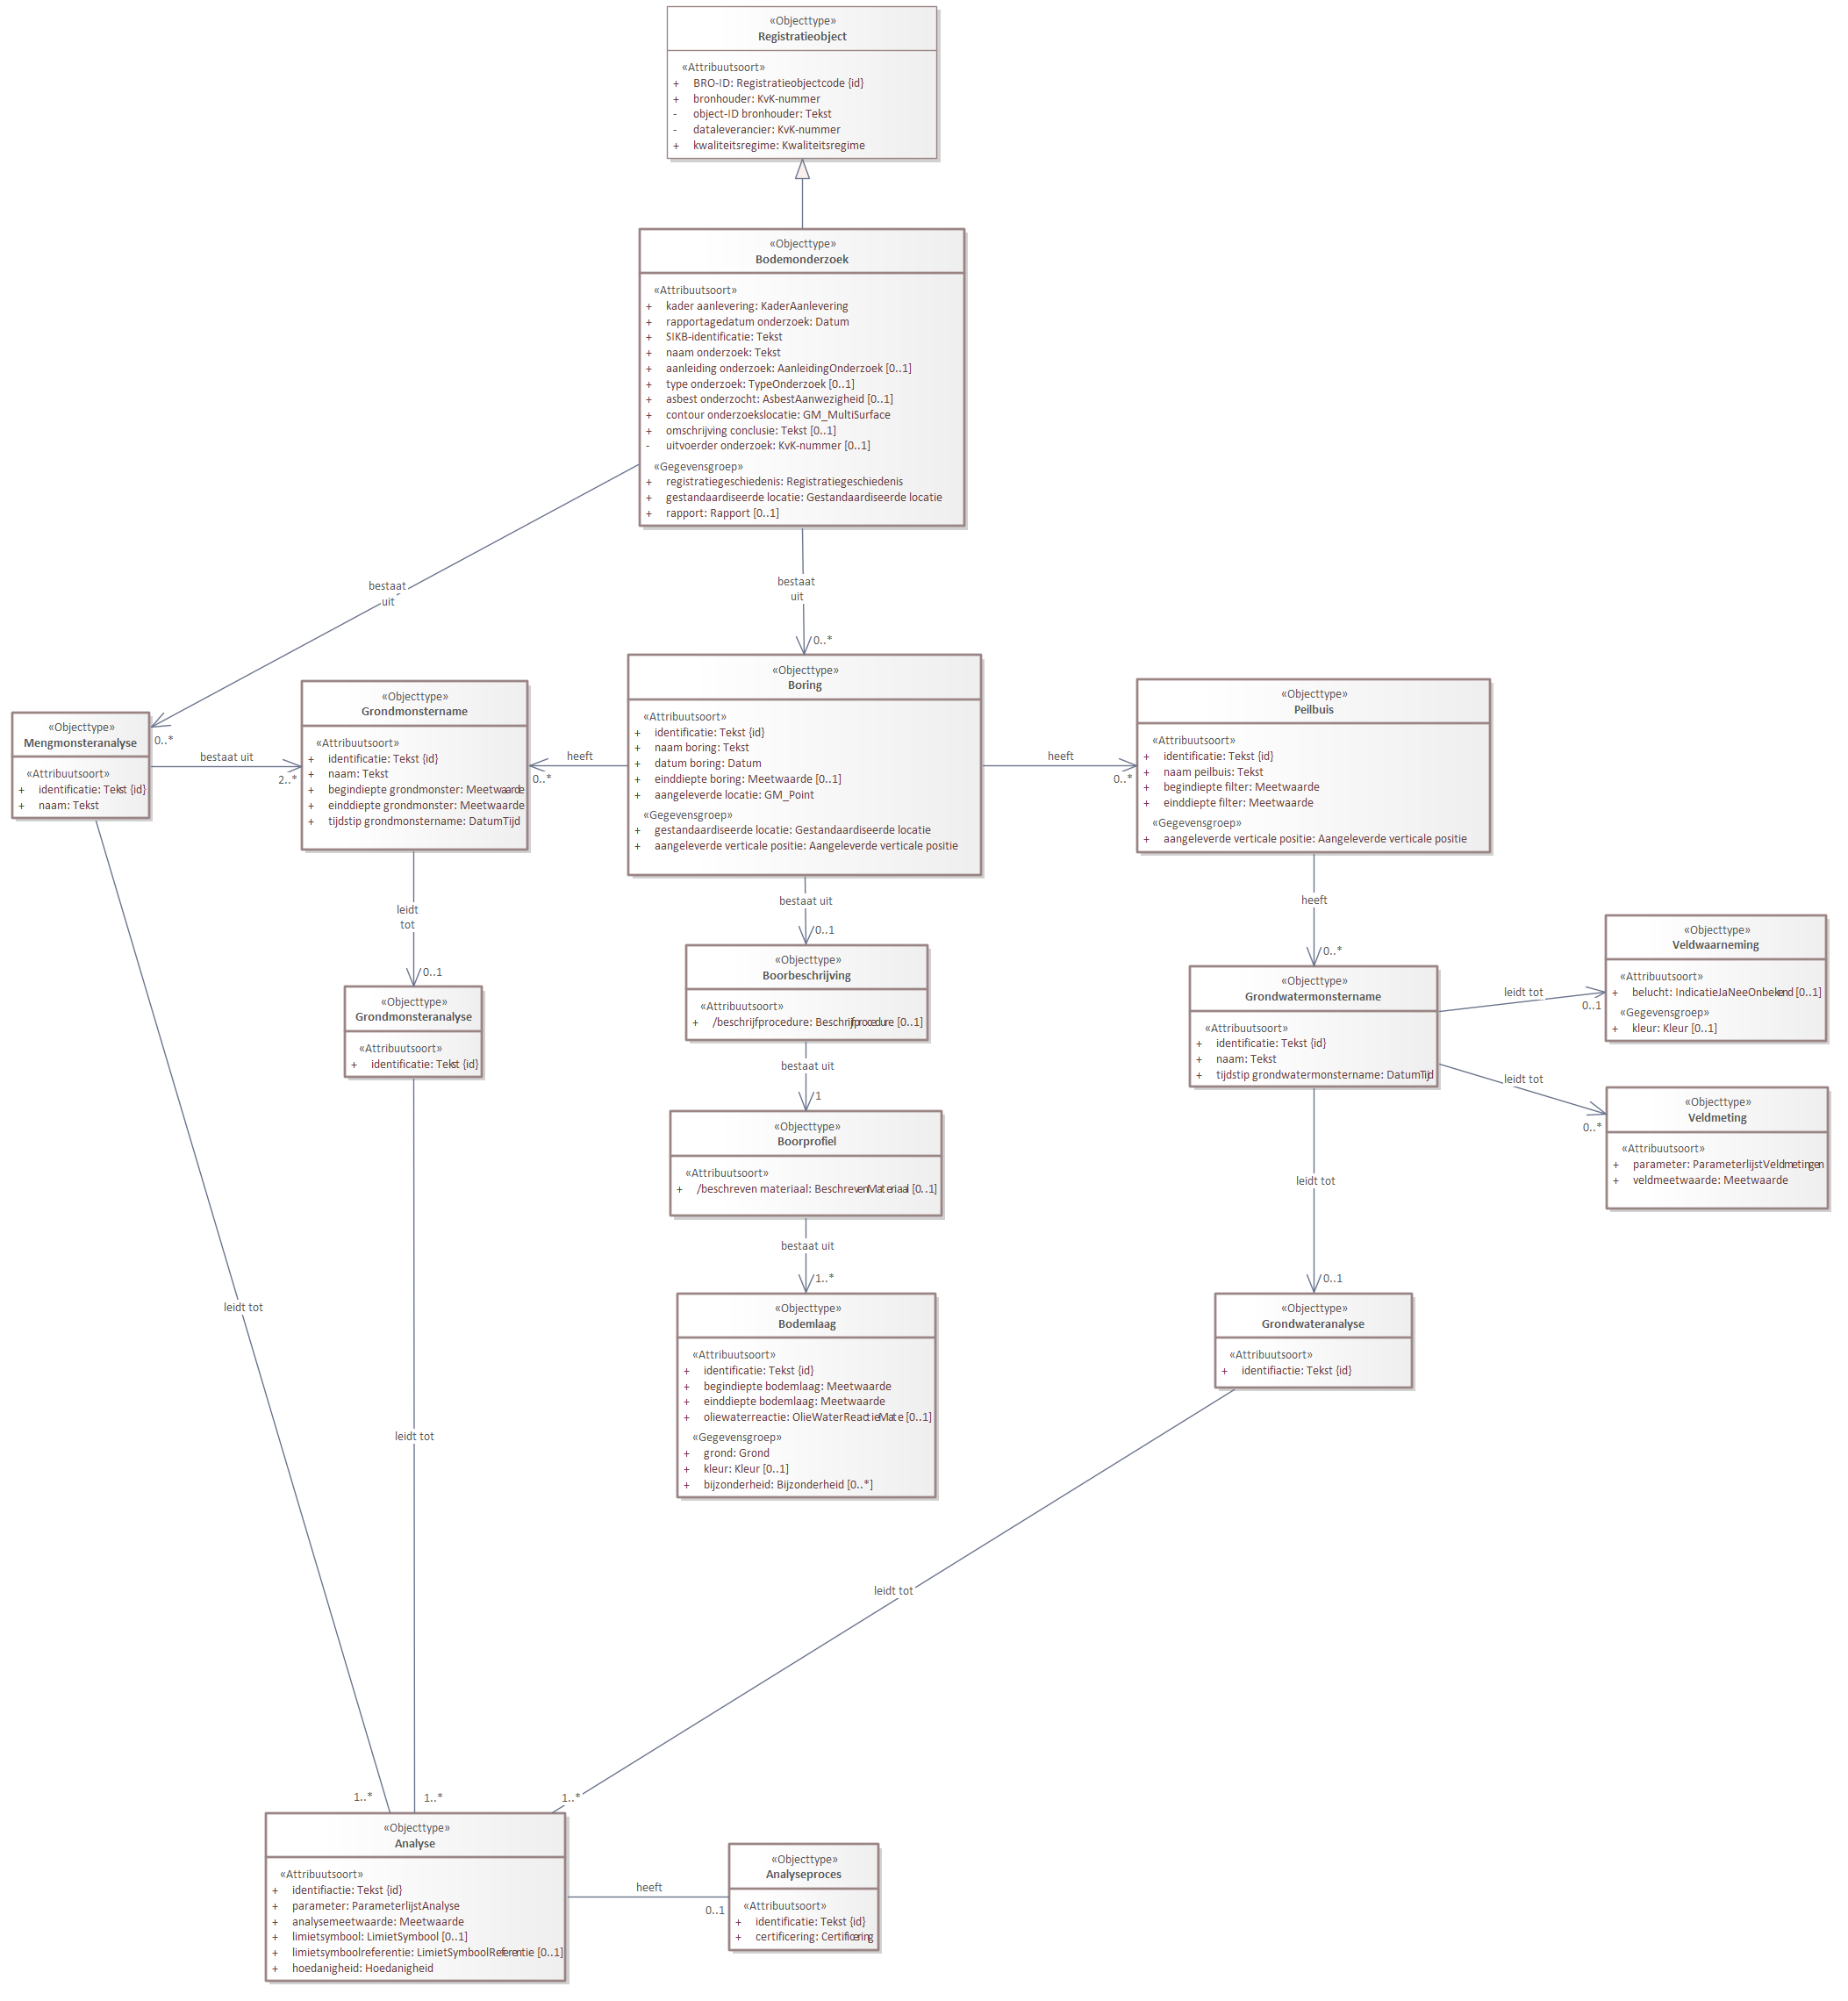 «Objecttype»
Registratieobject
«Attribuutsoort»
+ BRO-ID: Registratieobjectcode {id}
+ bronhouder: KvK-nummer
- object-ID bronhouder: Tekst
- dataleverancier: KvK-nummer
+ kwaliteitsregime: Kwaliteitsregime
«Objecttype»
Bodemonderzoek
«Attribuutsoort»
+ kader aanlevering: KaderAanlevering
+ rapportagedatum onderzoek: Datum
+ SIKB-identificatie: Tekst
+ naam onderzoek: Tekst
+ aanleiding onderzoek: AanleidingOnderzoek [0..1]
+ type onderzoek: TypeOnderzoek [0..1]
+ asbest onderzocht: AsbestAanwezigheid [0..1]
+ contour onderzoekslocatie: GM_MultiSurface
+ omschrijving conclusie: Tekst [0..1]
- uitvoerder onderzoek: KvK-nummer [0..1]
«Gegevensgroep»
+ registratiegeschiedenis: Registratiegeschiedenis
+ gestandaardiseerde locatie: Gestandaardiseerde locatie
+ rapport: Rapport [0..1]
bestaat
uit
0..*
bestaat
uit
0..*
«Objecttype»
Mengmonsteranalyse
«Attribuutsoort»
+ identificatie: Tekst {id}
+ naam: Tekst
bestaat uit
2..*
«Objecttype»
Grondmonstername
«Attribuutsoort»
+ identificatie: Tekst {id}
+ naam: Tekst
+ begindiepte grondmonster: Meetwaarde
+ einddiepte grondmonster: Meetwaarde
+ tijdstip grondmonstername: DatumTijd
heeft
0..*
«Objecttype»
Boring
«Attribuutsoort»
+ identificatie: Tekst {id}
+ naam boring: Tekst
+ datum boring: Datum
+ einddiepte boring: Meetwaarde [0..1]
+ aangeleverde locatie: GM_Point
«Gegevensgroep»
+ gestandaardiseerde locatie: Gestandaardiseerde locatie
+ aangeleverde verticale positie: Aangeleverde verticale positie
heeft
0..*
«Objecttype»
Peilbuis
«Attribuutsoort»
+ identificatie: Tekst {id}
+ naam peilbuis: Tekst
+ begindiepte filter: Meetwaarde
+ einddiepte filter: Meetwaarde
«Gegevensgroep»
+ aangeleverde verticale positie: Aangeleverde verticale positie
leidt
tot
0..1
«Objecttype»
Grondmonsteranalyse
«Attribuutsoort»
+ identificatie: Tekst {id}
bestaat uit
0..1
«Objecttype»
Boorbeschrijving
«Attribuutsoort»
+ /beschrijfprocedure: Beschrijfprocedure [0..1]
bestaat uit
1
«Objecttype»
Boorprofiel
«Attribuutsoort»
+ /beschreven materiaal: BeschrevenMateriaal [0..1]
bestaat uit
1..*
«Objecttype»
Bodemlaag
«Attribuutsoort»
+ identificatie: Tekst {id}
+ begindiepte bodemlaag: Meetwaarde
+ einddiepte bodemlaag: Meetwaarde
+ oliewaterreactie: OlieWaterReactieMate [0..1]
«Gegevensgroep»
+ grond: Grond
+ kleur: Kleur [0..1]
+ bijzonderheid: Bijzonderheid [0..*]
heeft
0..*
«Objecttype»
Grondwatermonstername
«Attribuutsoort»
+ identificatie: Tekst {id}
+ naam: Tekst
+ tijdstip grondwatermonstername: DatumTijd
leidt tot
0..1
«Objecttype»
Veldwaarneming
«Attribuutsoort»
+ belucht: IndicatieJaNeeOnbekend [0..1]
«Gegevensgroep»
+ kleur: Kleur [0..1]
leidt tot
0..*
«Objecttype»
Veldmeting
«Attribuutsoort»
+ parameter: ParameterlijstVeldmetingen
+ veldmeetwaarde: Meetwaarde
leidt tot
0..1
«Objecttype»
Grondwateranalyse
«Attribuutsoort»
+ identifiactie: Tekst {id}
leidt tot
1..*
leidt tot
1..*
leidt tot
1..*
«Objecttype»
Analyse
«Attribuutsoort»
+ identifiactie: Tekst {id}
+ parameter: ParameterlijstAnalyse
+ analysemeetwaarde: Meetwaarde
+ limietsymbool: LimietSymbool [0..1]
+ limietsymboolreferentie: LimietSymboolReferentie [0..1]
+ hoedanigheid: Hoedanigheid
heeft
0..1
«Objecttype»
Analyseproces
«Attribuutsoort»
+ identificatie: Tekst {id}
+ certificering: Certificering